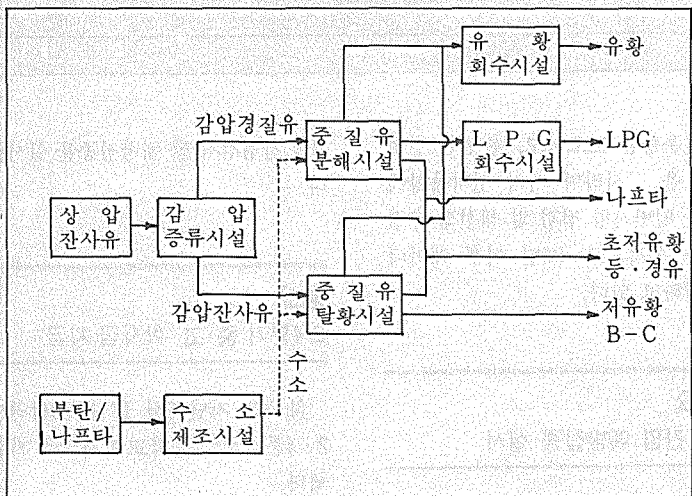 유 황
회수시설
유황
감압경질유
중 질 유
분해시설
L P G
회수시설
LPG
나프타
상 압
잔사유
감 압
증류시설
초저유황
등·경유
중 질 유
탈황시설
감압잔사유
저유황
B-C
수
소
부탄/
나프타
수 소
제조시설